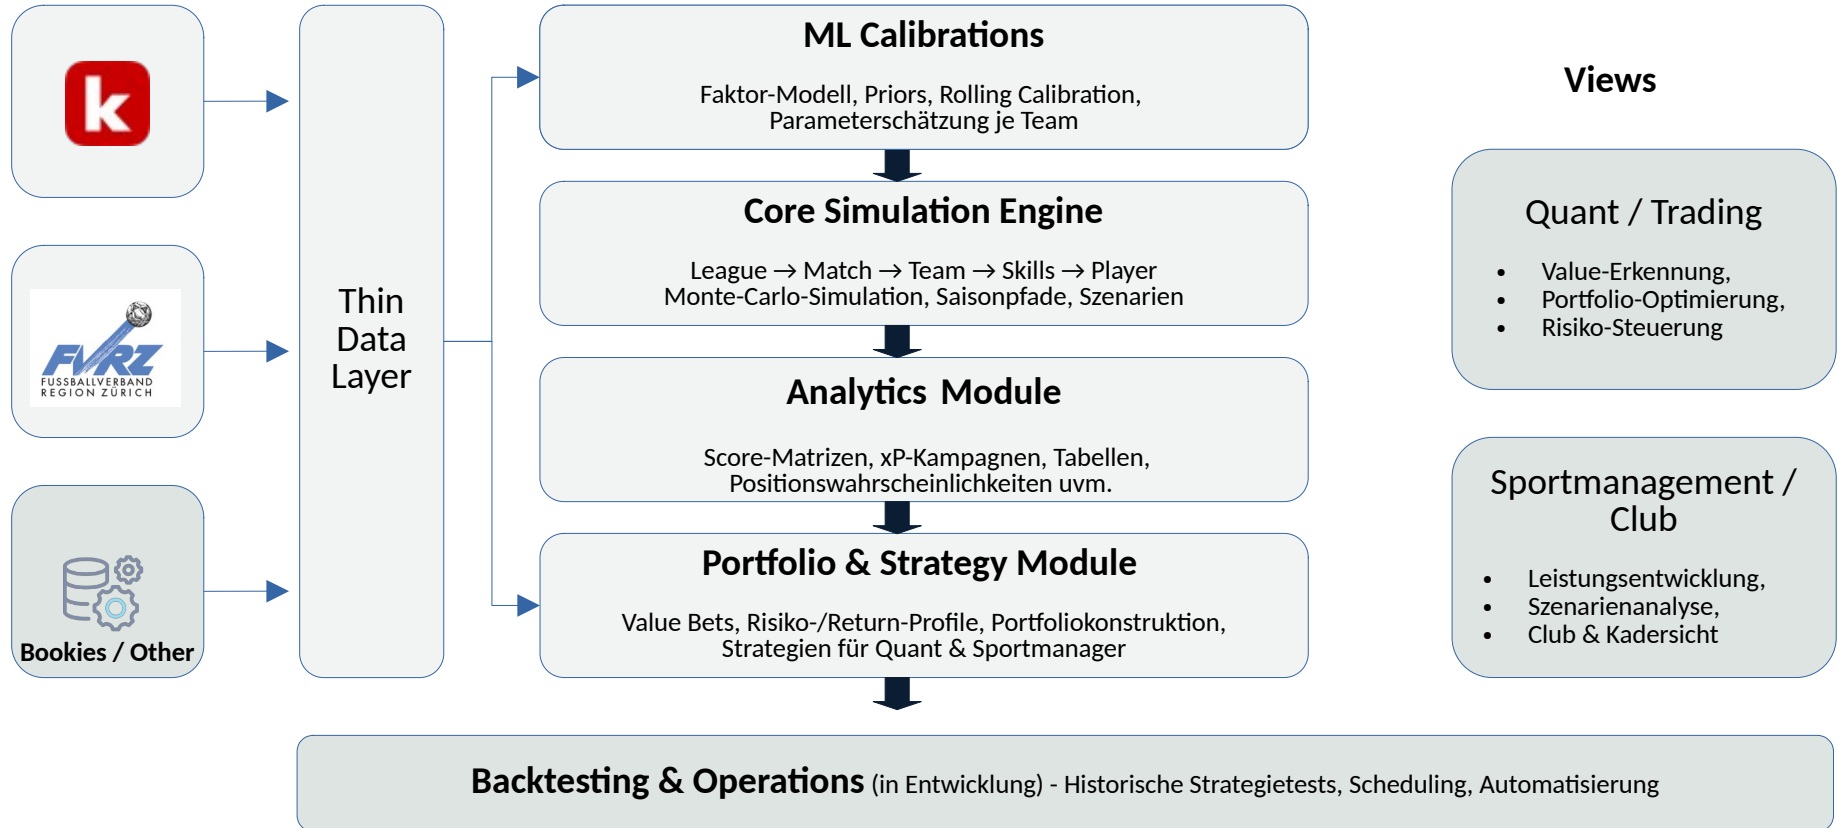 k
FVRZ
FUSSBALLVERBAND
REGION ZÜRICH
Bookies / Other
Thin
Data
Layer
ML Calibrations
Faktor-Modell, Priors, Rolling Calibration,
Parameterschätzung je Team
Core Simulation Engine
League → Match → Team → Skills → Player
Monte-Carlo-Simulation, Saisonpfade, Szenarien
Analytics Module
Score-Matrizen, xP-Kampagnen, Tabellen,
Positionswahrscheinlichkeiten uvm.
Portfolio & Strategy Module
Value Bets, Risiko-/Return-Profile, Portfoliokonstruktion,
Strategien für Quant & Sportmanager
Views
Quant / Trading
• Value-Erkennung,
• Portfolio-Optimierung,
• Risiko-Steuerung
Sportmanagement /
Club
• Leistungsentwicklung,
• Szenarienanalyse,
• Club & Kadersicht
Backtesting & Operations (in Entwicklung) - Historische Strategietests, Scheduling, Automatisierung